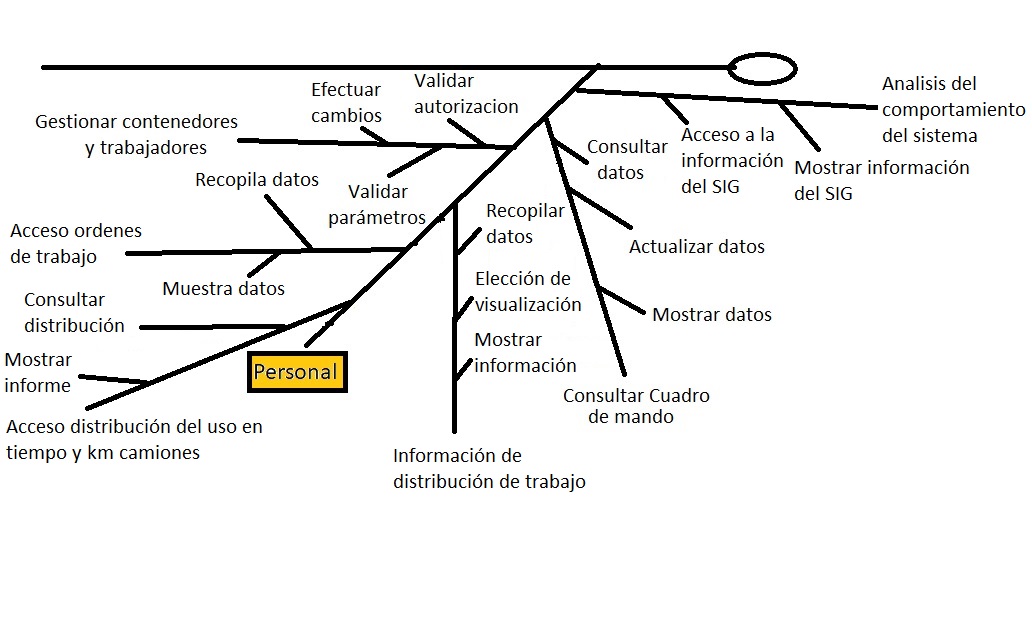 Validar
autorizacion
Efectuar
cambios
Gestionar contenedores
y trabajadores
Validar
parámetros
Analisis del
comportamiento
del sistema
Acceso a la
información
del SIG
Mostrar información
del SIG
Consultar
datos
Actualizar datos
Mostrar datos
Consultar Cuadro
de mando
Recopila datos
Acceso ordenes
de trabajo
Muestra datos
Recopilar
datos
Elección de
visualización
Mostrar
información
Información de
distribución de trabajo
Consultar
distribución
Mostrar
informe
Acceso distribución del uso en
tiempo y km camiones
Personal